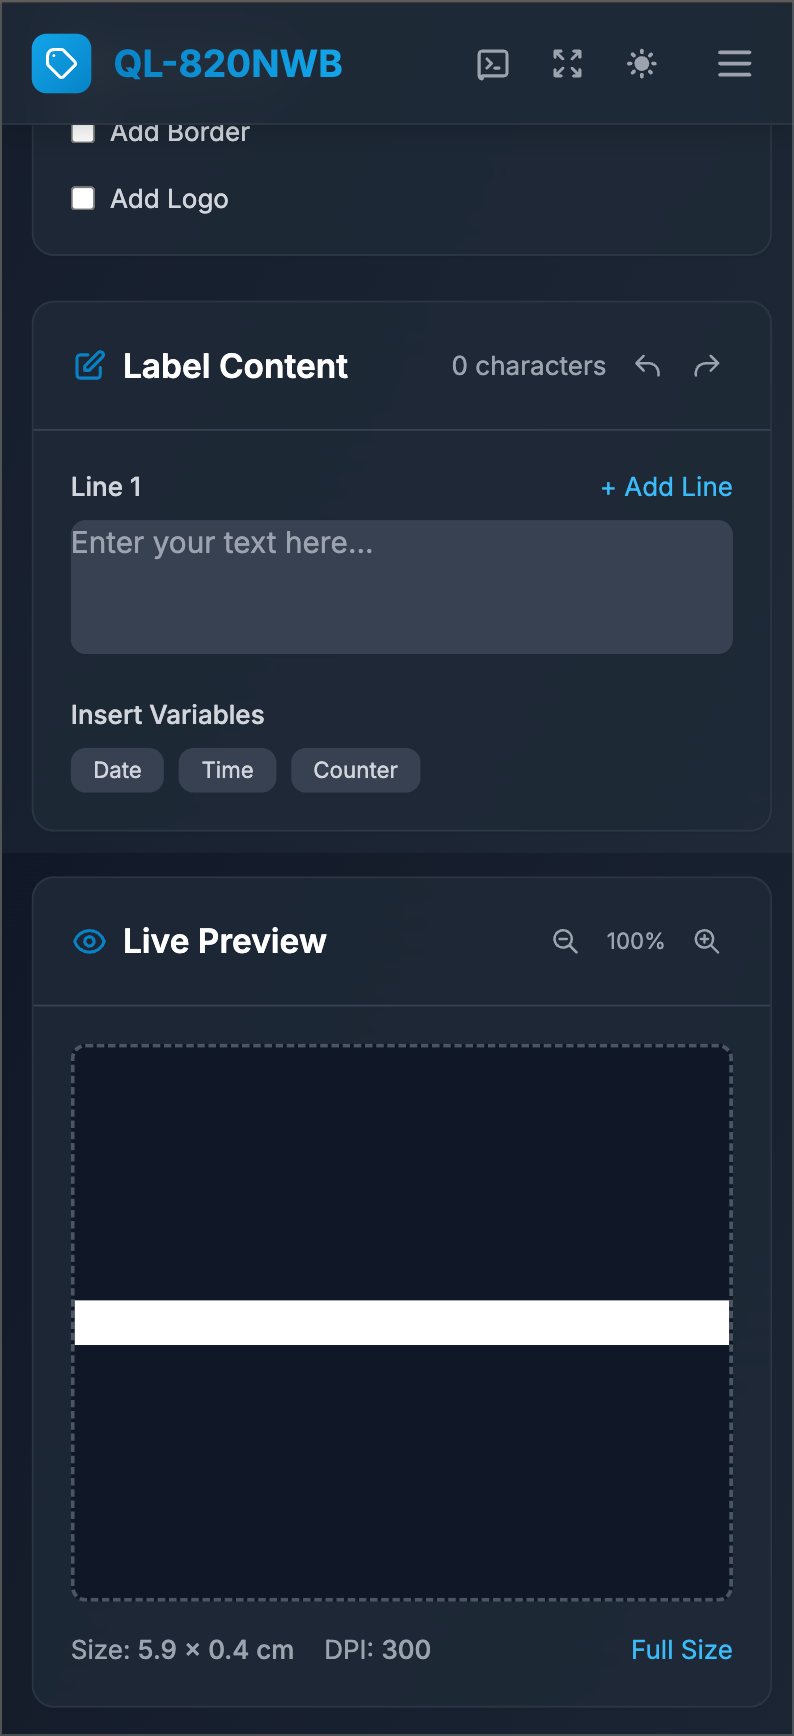 QL-820NWB
Add Border
Add Logo
Label Content 0 characters
Line 1 + Add Line
Enter your text here...
Insert Variables
Date Time Counter
Live Preview 100%
Size: 5.9 × 0.4 cm DPI: 300 Full Size